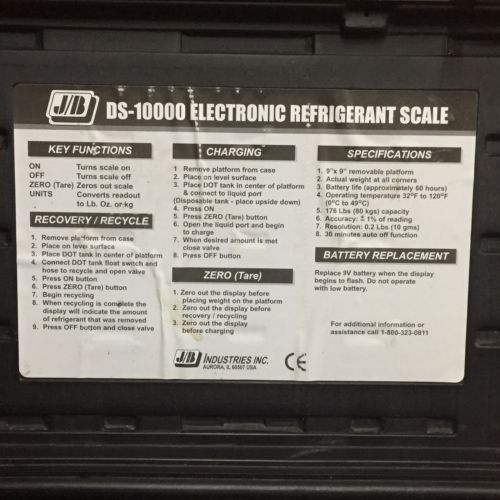 J/B DS-10000 ELECTRONIC REFRIGERANT SCALE
KEY FUNCTIONS
ON Turns scale on
OFF Turns scale off
ZERO (Tare) Zeros out scale
UNITS Converts readout
to Lb. Oz. or kg
RECOVERY / RECYCLE
1. Remove platform from case
2. Place on level surface
3. Place DOT tank in center of platform
4. Connect DOT tank float switch and
hose to recycle and open valve
5. Press ON button
6. Press ZERO (Tare) button
7. Begin recycling
8. When recycling is complete the
display will indicate the amount
of refrigerant that was removed
9. Press OFF button and close valve
CHARGING
1 Remove platform from case
2. Place on level surface
3. Place DOT tank in center of platform
& connect to liquid port
(Disposable tank - place upside down)
4. Press ON
5. Press ZERO (Tare) button
6. Open the liquid port and begin
to charge
7. When desired amount is met
close valve
8. Press OFF button
ZERO (Tare)
1. Zero out the display before
placing weight on the platform
2. Zero out the display before
recovery / recycling
3. Zero out the display
before charging
J/B INDUSTRIES INC.
AURORA, IL 60507 USA
CE
SPECIFICATIONS
1. 9"x 9" removable platform
2. Actual weight at all corners
3. Battery life (approximately 60 hours)
4. Operating temperature 32°F to 120°F
(0°C to 49°C)
5. 176 Lbs (80 kgs) capacity
6. Accuracy: ± 1% of reading
7. Resolution: 0.2 Lbs (10 gms)
8. 30 minutes auto off function
BATTERY REPLACEMENT
Replace 9V battery when the display
begins to flash. Do not operate
with low battery.
For additional information or
assistance call 1-800-323-0811